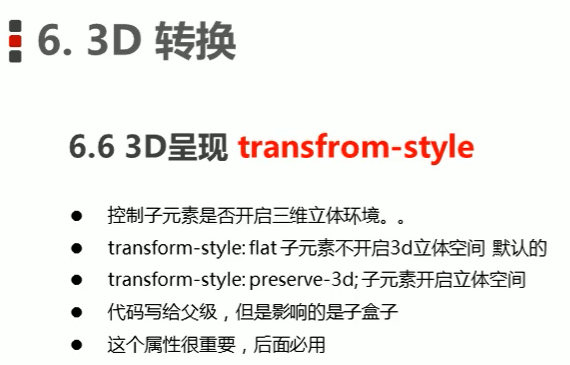 6. 3D 转换
6.6 3D呈现 transfrom-style
● 控制子元素是否开启三维立体环境。。
● transform-style: flat 子元素不开启3d立体空间 默认的
● transform-style: preserve-3d; 子元素开启立体空间
● 代码写给父级，但是影响的是子盒子
● 这个属性很重要，后面必用